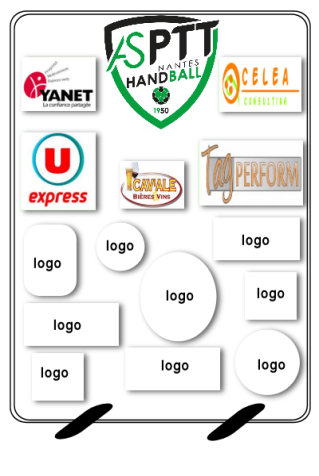 ASPTT
NANTES
HANDBALL
1950
YANET
La confiance partagée
CELEA
CONSULTING
U
express
CAVALE
BIÈRES & VINS
Tag PERFORM
logo
logo
logo
logo
logo
logo
logo
logo
logo